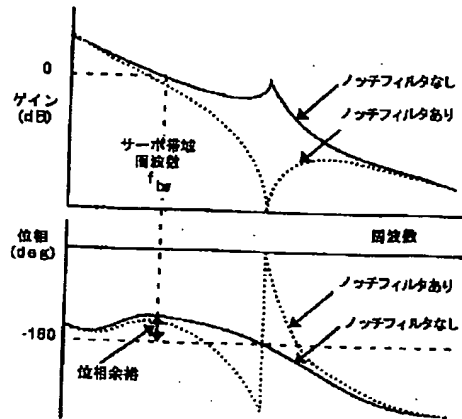 0
ゲイン
(dB)
ノッチフィルタなし
ノッチフィルタあり
サーボ帯域
周波数
f bw
位相
(deg)
周波数
ノッチフィルタあり
ノッチフィルタなし
-180
位相余裕